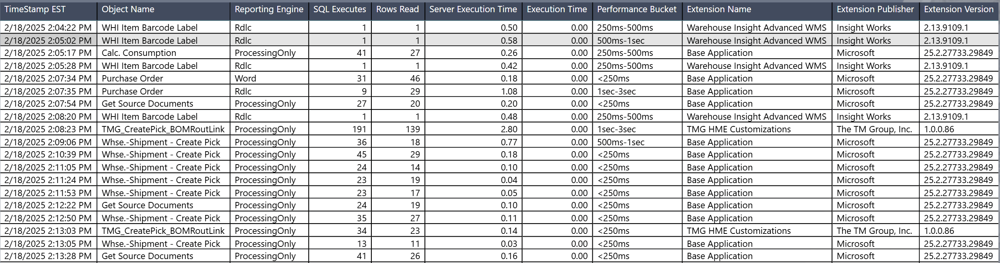 TimeStamp EST Object Name Reporting Engine SQL Executes Rows Read Server Execution Time Execution Time Performance Bucket Extension Name Extension Publisher Extension Version
2/18/2025 2:04:22 PM WHI Item Barcode Label Rdlc 1 1 0.50 0.00 250ms-500ms Warehouse Insight Advanced WMS Insight Works 2.13.9109.1
2/18/2025 2:05:02 PM WHI Item Barcode Label Rdlc 1 1 0.58 0.00 500ms-1sec Warehouse Insight Advanced WMS Insight Works 2.13.9109.1
2/18/2025 2:05:17 PM Calc. Consumption ProcessingOnly 41 27 0.26 0.00 250ms-500ms Base Application Microsoft 25.2.27733.29849
2/18/2025 2:05:28 PM WHI Item Barcode Label Rdlc 1 1 0.42 0.00 250ms-500ms Warehouse Insight Advanced WMS Insight Works 2.13.9109.1
2/18/2025 2:07:34 PM Purchase Order Word 31 46 0.18 0.00 <250ms Base Application Microsoft 25.2.27733.29849
2/18/2025 2:07:35 PM Purchase Order Rdlc 9 29 1.08 0.00 1sec-3sec Base Application Microsoft 25.2.27733.29849
2/18/2025 2:07:54 PM Get Source Documents ProcessingOnly 27 20 0.20 0.00 <250ms Base Application Microsoft 25.2.27733.29849
2/18/2025 2:08:20 PM WHI Item Barcode Label Rdlc 1 1 0.48 0.00 250ms-500ms Warehouse Insight Advanced WMS Insight Works 2.13.9109.1
2/18/2025 2:08:23 PM TMG_CreatePick_BOMRoutLink ProcessingOnly 191 139 2.80 0.00 1sec-3sec TMG HME Customizations The TM Group, Inc. 1.0.0.86
2/18/2025 2:09:06 PM Whse.-Shipment - Create Pick ProcessingOnly 36 18 0.77 0.00 500ms-1sec Base Application Microsoft 25.2.27733.29849
2/18/2025 2:10:39 PM Whse.-Shipment - Create Pick ProcessingOnly 45 29 0.18 0.00 <250ms Base Application Microsoft 25.2.27733.29849
2/18/2025 2:11:05 PM Whse.-Shipment - Create Pick ProcessingOnly 24 14 0.10 0.00 <250ms Base Application Microsoft 25.2.27733.29849
2/18/2025 2:11:24 PM Whse.-Shipment - Create Pick ProcessingOnly 23 19 0.04 0.00 <250ms Base Application Microsoft 25.2.27733.29849
2/18/2025 2:11:53 PM Whse.-Shipment - Create Pick ProcessingOnly 23 17 0.05 0.00 <250ms Base Application Microsoft 25.2.27733.29849
2/18/2025 2:12:22 PM Get Source Documents ProcessingOnly 24 19 0.10 0.00 <250ms Base Application Microsoft 25.2.27733.29849
2/18/2025 2:12:50 PM Whse.-Shipment - Create Pick ProcessingOnly 35 27 0.11 0.00 <250ms Base Application Microsoft 25.2.27733.29849
2/18/2025 2:13:03 PM TMG_CreatePick_BOMRoutLink ProcessingOnly 34 23 0.14 0.00 <250ms TMG HME Customizations The TM Group, Inc. 1.0.0.86
2/18/2025 2:13:05 PM Whse.-Shipment - Create Pick ProcessingOnly 13 11 0.03 0.00 <250ms Base Application Microsoft 25.2.27733.29849
2/18/2025 2:13:28 PM Get Source Documents ProcessingOnly 41 26 0.16 0.00 <250ms Base Application Microsoft 25.2.27733.29849